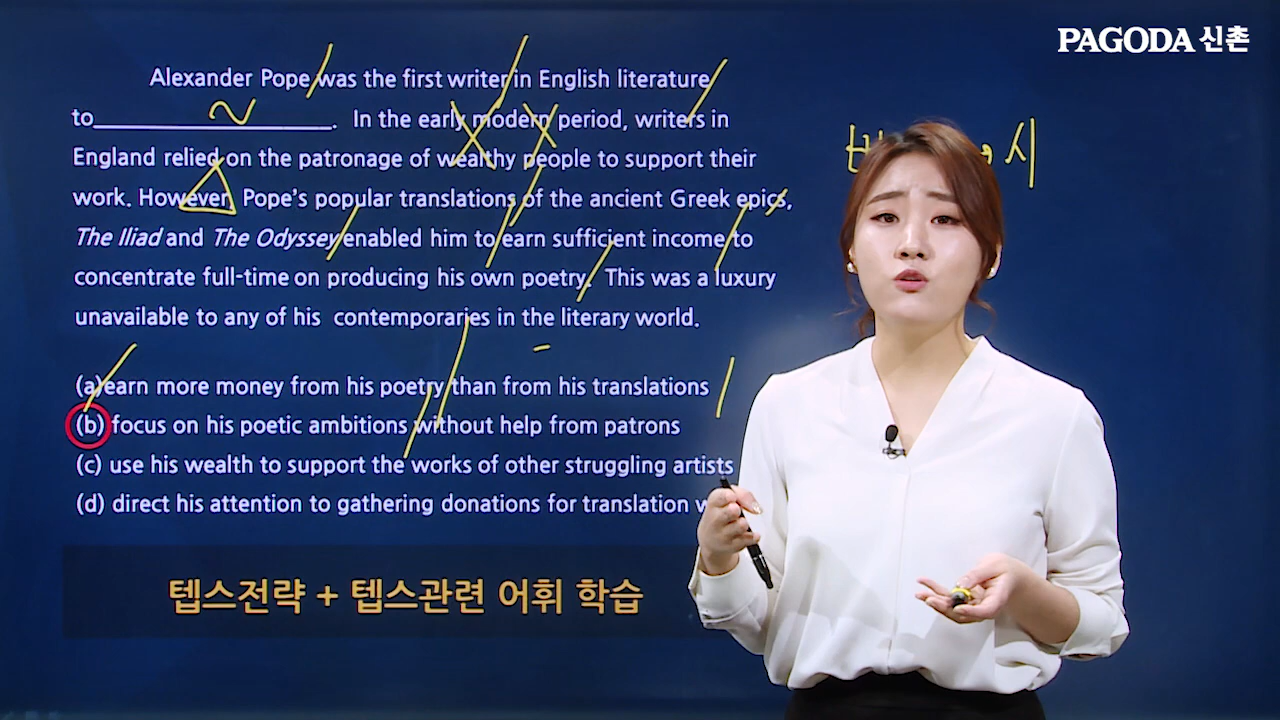 PAGODA 신촌
Alexander Pope was the first writer in English literature
to____________________. In the early modern period, writers in
England relied on the patronage of wealthy people to support their
work. However, Pope's popular translations of the ancient Greek epics,
The Iliad and The Odyssey enabled him to earn sufficient income to
concentrate full-time on producing his own poetry. This was a luxury
unavailable to any of his contemporaries in the literary world.
(a) earn more money from his poetry than from his translations
(b) focus on his poetic ambitions without help from patrons
(c) use his wealth to support the works of other struggling artists
(d) direct his attention to gathering donations for translation
텝스전략 + 텝스관련 어휘 학습